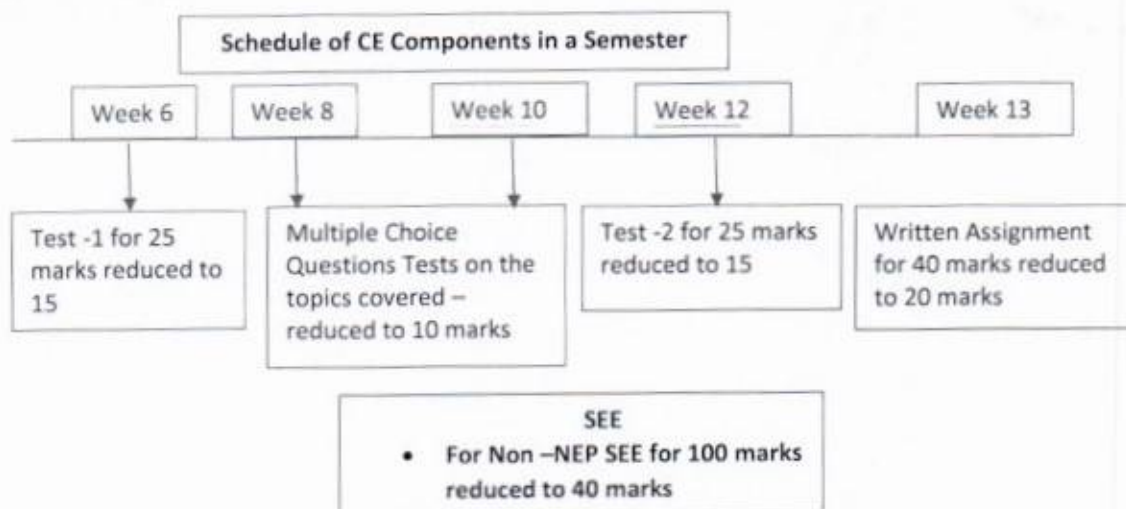 Schedule of CE Components in a Semester
Week 6
Week 8
Week 10
Week 12
Week 13
Test -1 for 25
marks reduced to
15
Multiple Choice
Questions Tests on the
topics covered –
reduced to 10 marks
Test -2 for 25 marks
reduced to 15
Written Assignment
for 40 marks reduced
to 20 marks
SEE
• For Non –NEP SEE for 100 marks
reduced to 40 marks